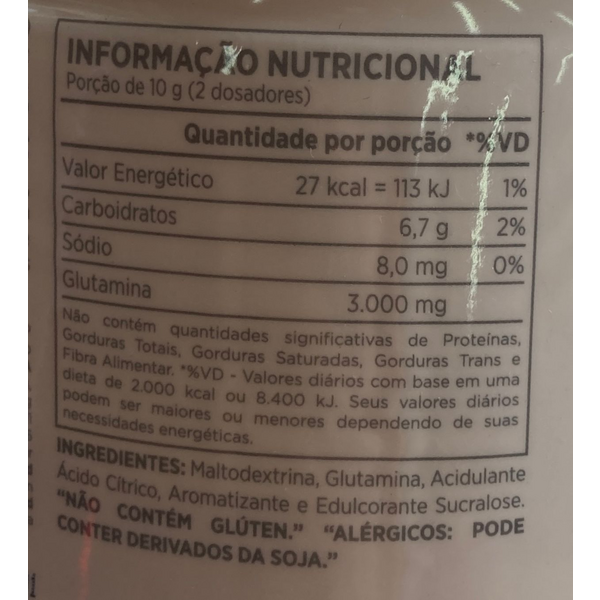 INFORMAÇÃO NUTRICIONAL
Porção de 10 g (2 dosadores)
Quantidade por porção *%VD
Valor Energético 27 kcal = 113 kJ 1%
Carboidratos 6,7 g 2%
Sódio 8,0 mg 0%
Glutamina 3.000 mg
Não contém quantidades significativas de Proteínas,
Gorduras Totais, Gorduras Saturadas, Gorduras Trans e
Fibra Alimentar. *%VD - Valores diários com base em uma
dieta de 2.000 kcal ou 8.400 kJ. Seus valores diários
podem ser maiores ou menores dependendo de suas
necessidades energéticas.
INGREDIENTES: Maltodextrina, Glutamina, Acidulante
Ácido Cítrico, Aromatizante e Edulcorante Sucralose.
"NÃO CONTÉM GLÚTEN." "ALÉRGICOS: PODE
CONTER DERIVADOS DA SOJA."